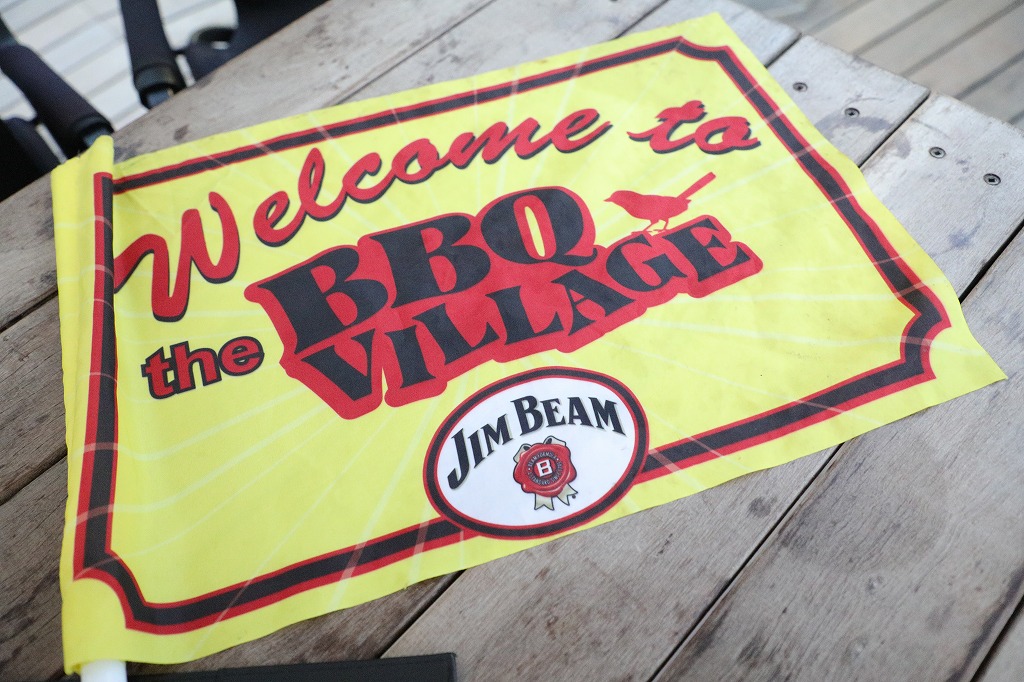 Welcome to
the BBQ
VILLAGE
JIM BEAM
B